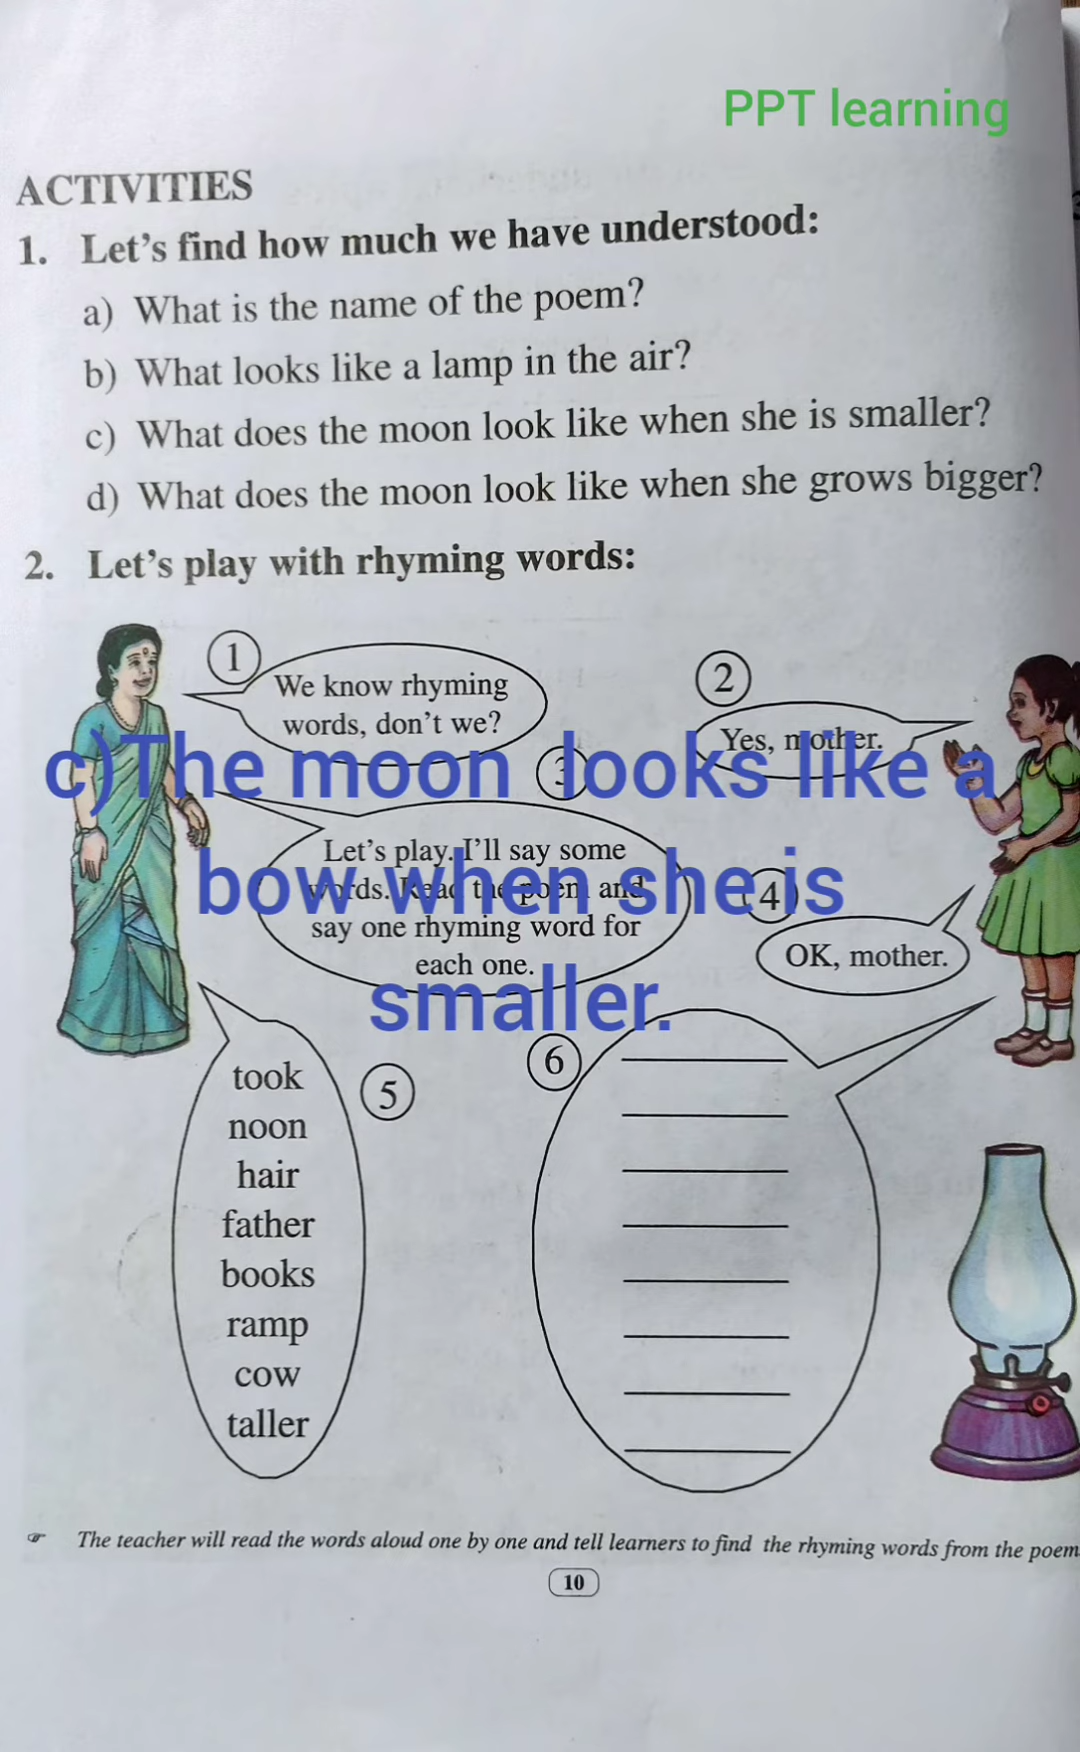 PPT learning
ACTIVITIES
1. Let's find how much we have understood:
a) What is the name of the poem?
b) What looks like a lamp in the air?
c) What does the moon look like when she is smaller?
d) What does the moon look like when she grows bigger?
2. Let's play with rhyming words:
1
We know rhyming
words, don't we?
2
Yes, mother.
c)The moon looks like a
bow when she is
smaller.
3
Let's play. I'll say some
words. Read the poem and
say one rhyming word for
each one.
4
OK, mother.
5
took
noon
hair
father
books
ramp
cow
taller
6
☞ The teacher will read the words aloud one by one and tell learners to find the rhyming words from the poem
10